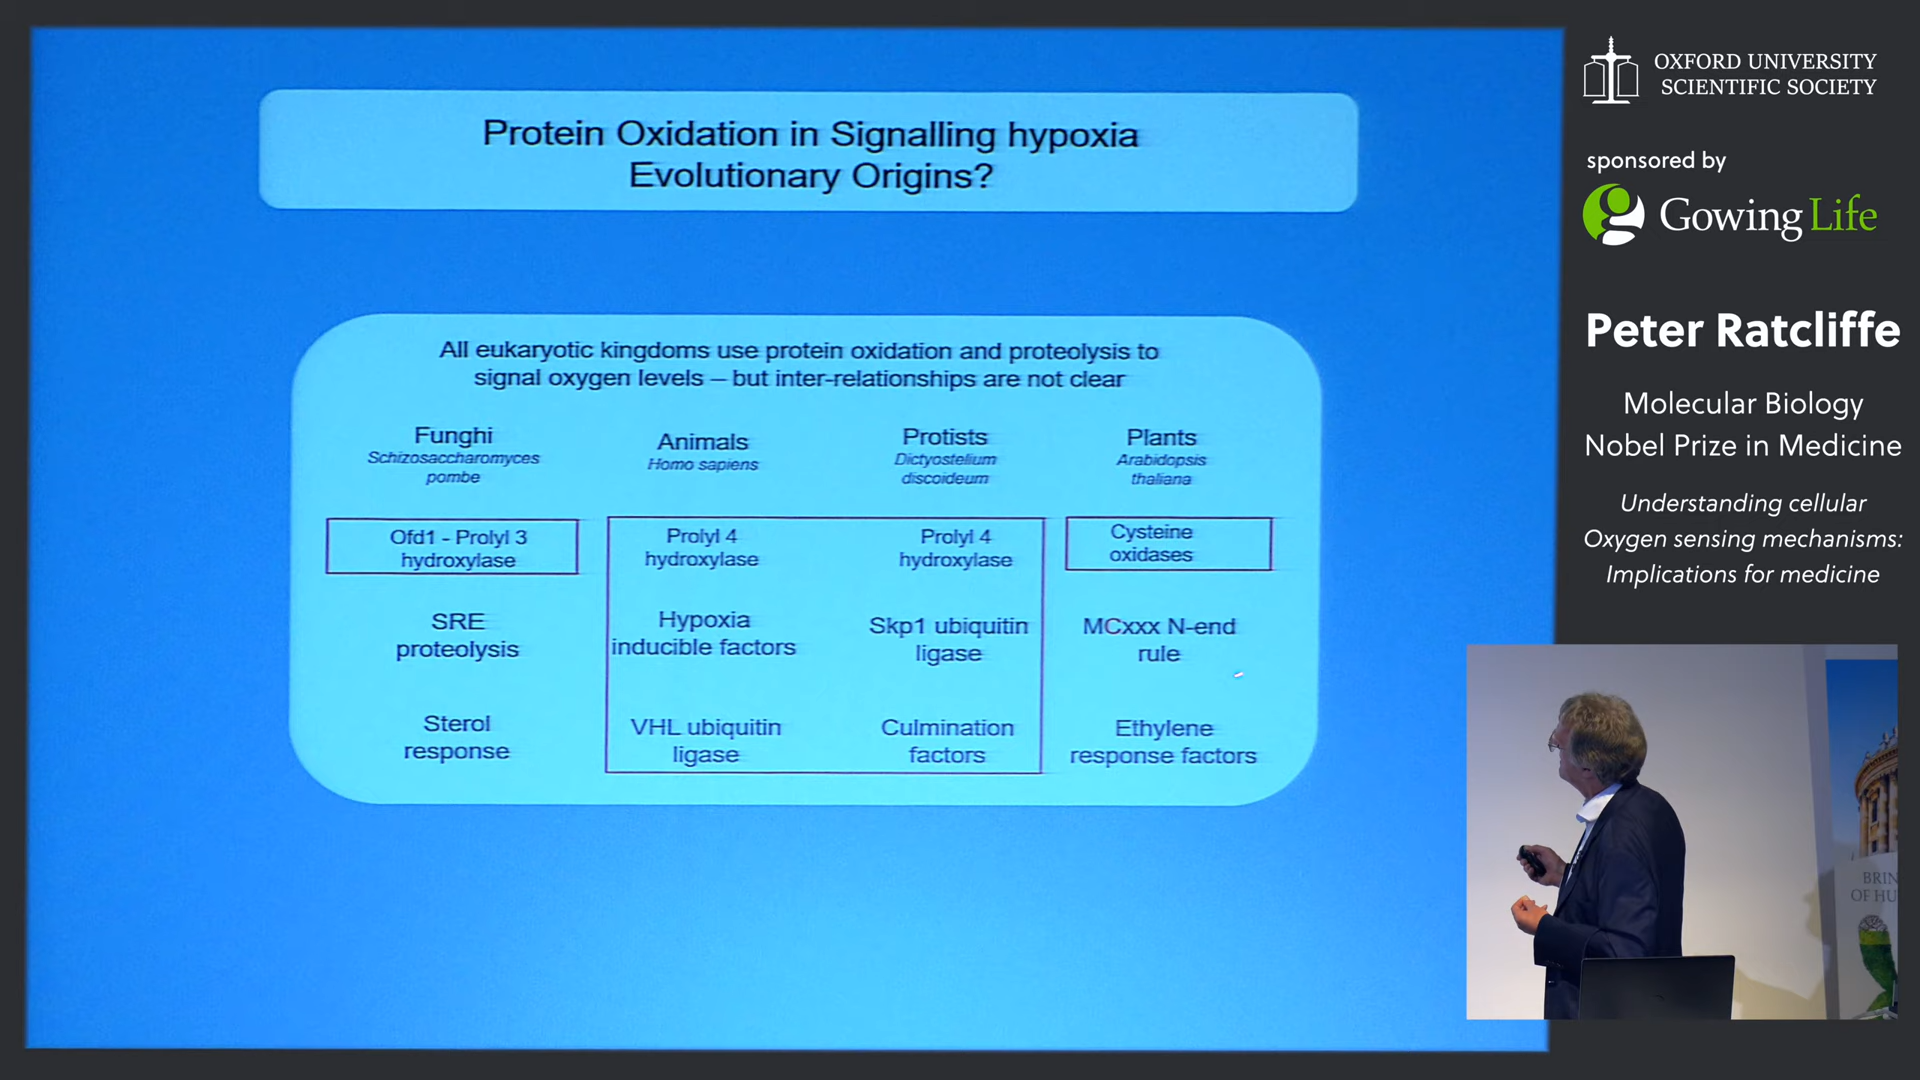 Protein Oxidation in Signalling hypoxia
Evolutionary Origins?
All eukaryotic kingdoms use protein oxidation and proteolysis to
signal oxygen levels – but inter-relationships are not clear
Funghi
Schizosaccharomyces
pombe
Animals
Homo sapiens
Protists
Dictyostelium
discoideum
Plants
Arabidopsis
thaliana
Ofd1 - Prolyl 3
hydroxylase
Prolyl 4
hydroxylase
Prolyl 4
hydroxylase
Cysteine
oxidases
SRE
proteolysis
Hypoxia
inducible factors
Skp1 ubiquitin
ligase
MCxxx N-end
rule
Sterol
response
VHL ubiquitin
ligase
Culmination
factors
Ethylene
response factors
OXFORD UNIVERSITY
SCIENTIFIC SOCIETY
sponsored by
Gowing Life
Peter Ratcliffe
Molecular Biology
Nobel Prize in Medicine
Understanding cellular
Oxygen sensing mechanisms:
Implications for medicine
BRIN
OF HU